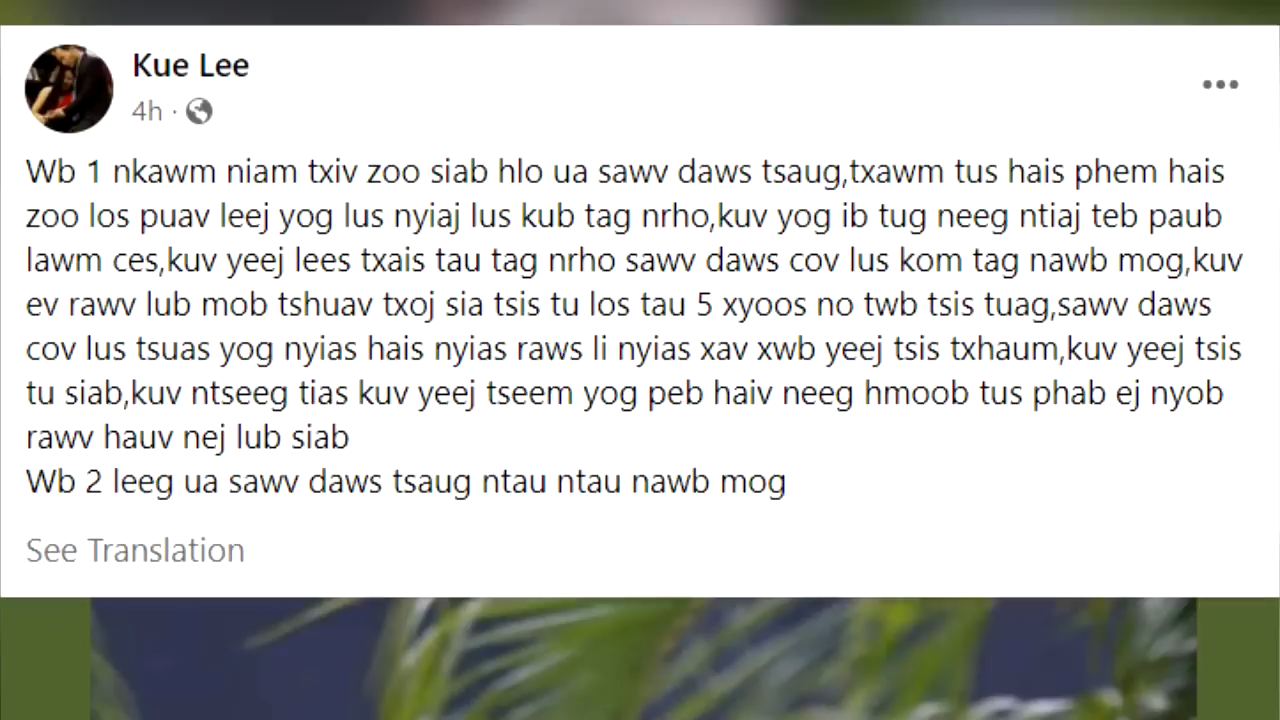 Kue Lee
4h ·
Wb 1 nkawm niam txiv zoo siab hlo ua sawv daws tsaug,txawm tus hais phem hais
zoo los puav leej yog lus nyiaj lus kub tag nrho,kuv yog ib tug neeg ntiaj teb paub
lawm ces,kuv yeej lees txais tau tag nrho sawv daws cov lus kom tag nawb mog,kuv
ev rawv lub mob tshuav txoj sia tsis tu los tau 5 xyoos no twb tsis tuag,sawv daws
cov lus tsuas yog nyias hais nyias raws li nyias xav xwb yeej tsis txhaum,kuv yeej tsis
tu siab,kuv ntseeg tias kuv yeej tseem yog peb haiv neeg hmoob tus phab ej nyob
rawv hauv nej lub siab
Wb 2 leeg ua sawv daws tsaug ntau ntau nawb mog
See Translation